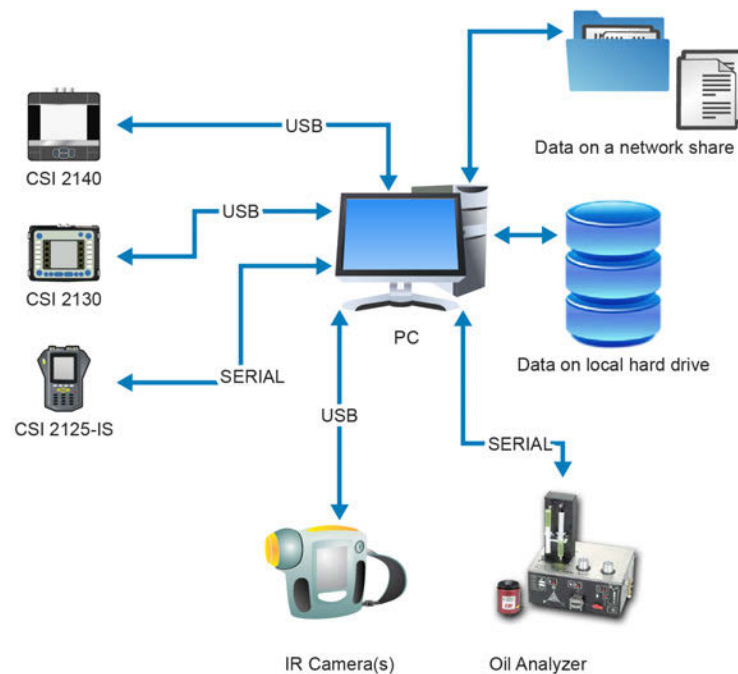 USB
CSI 2140
Data on a network share
USB
CSI 2130
PC
Data on local hard drive
SERIAL
CSI 2125-IS
USB
SERIAL
IR Camera(s)
Oil Analyzer